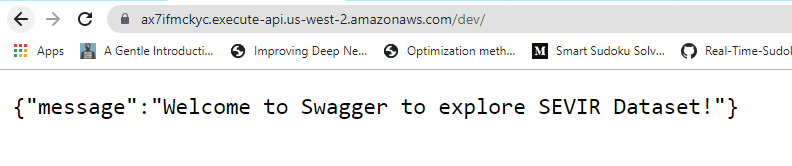 ax7ifmckyc.execute-api.us-west-2.amazonaws.com/dev/
Apps A Gentle Introducti... Improving Deep Ne... Optimization meth... Smart Sudoku Solv... Real-Time-Sudo
{"message":"Welcome to Swagger to explore SEVIR Dataset!"}